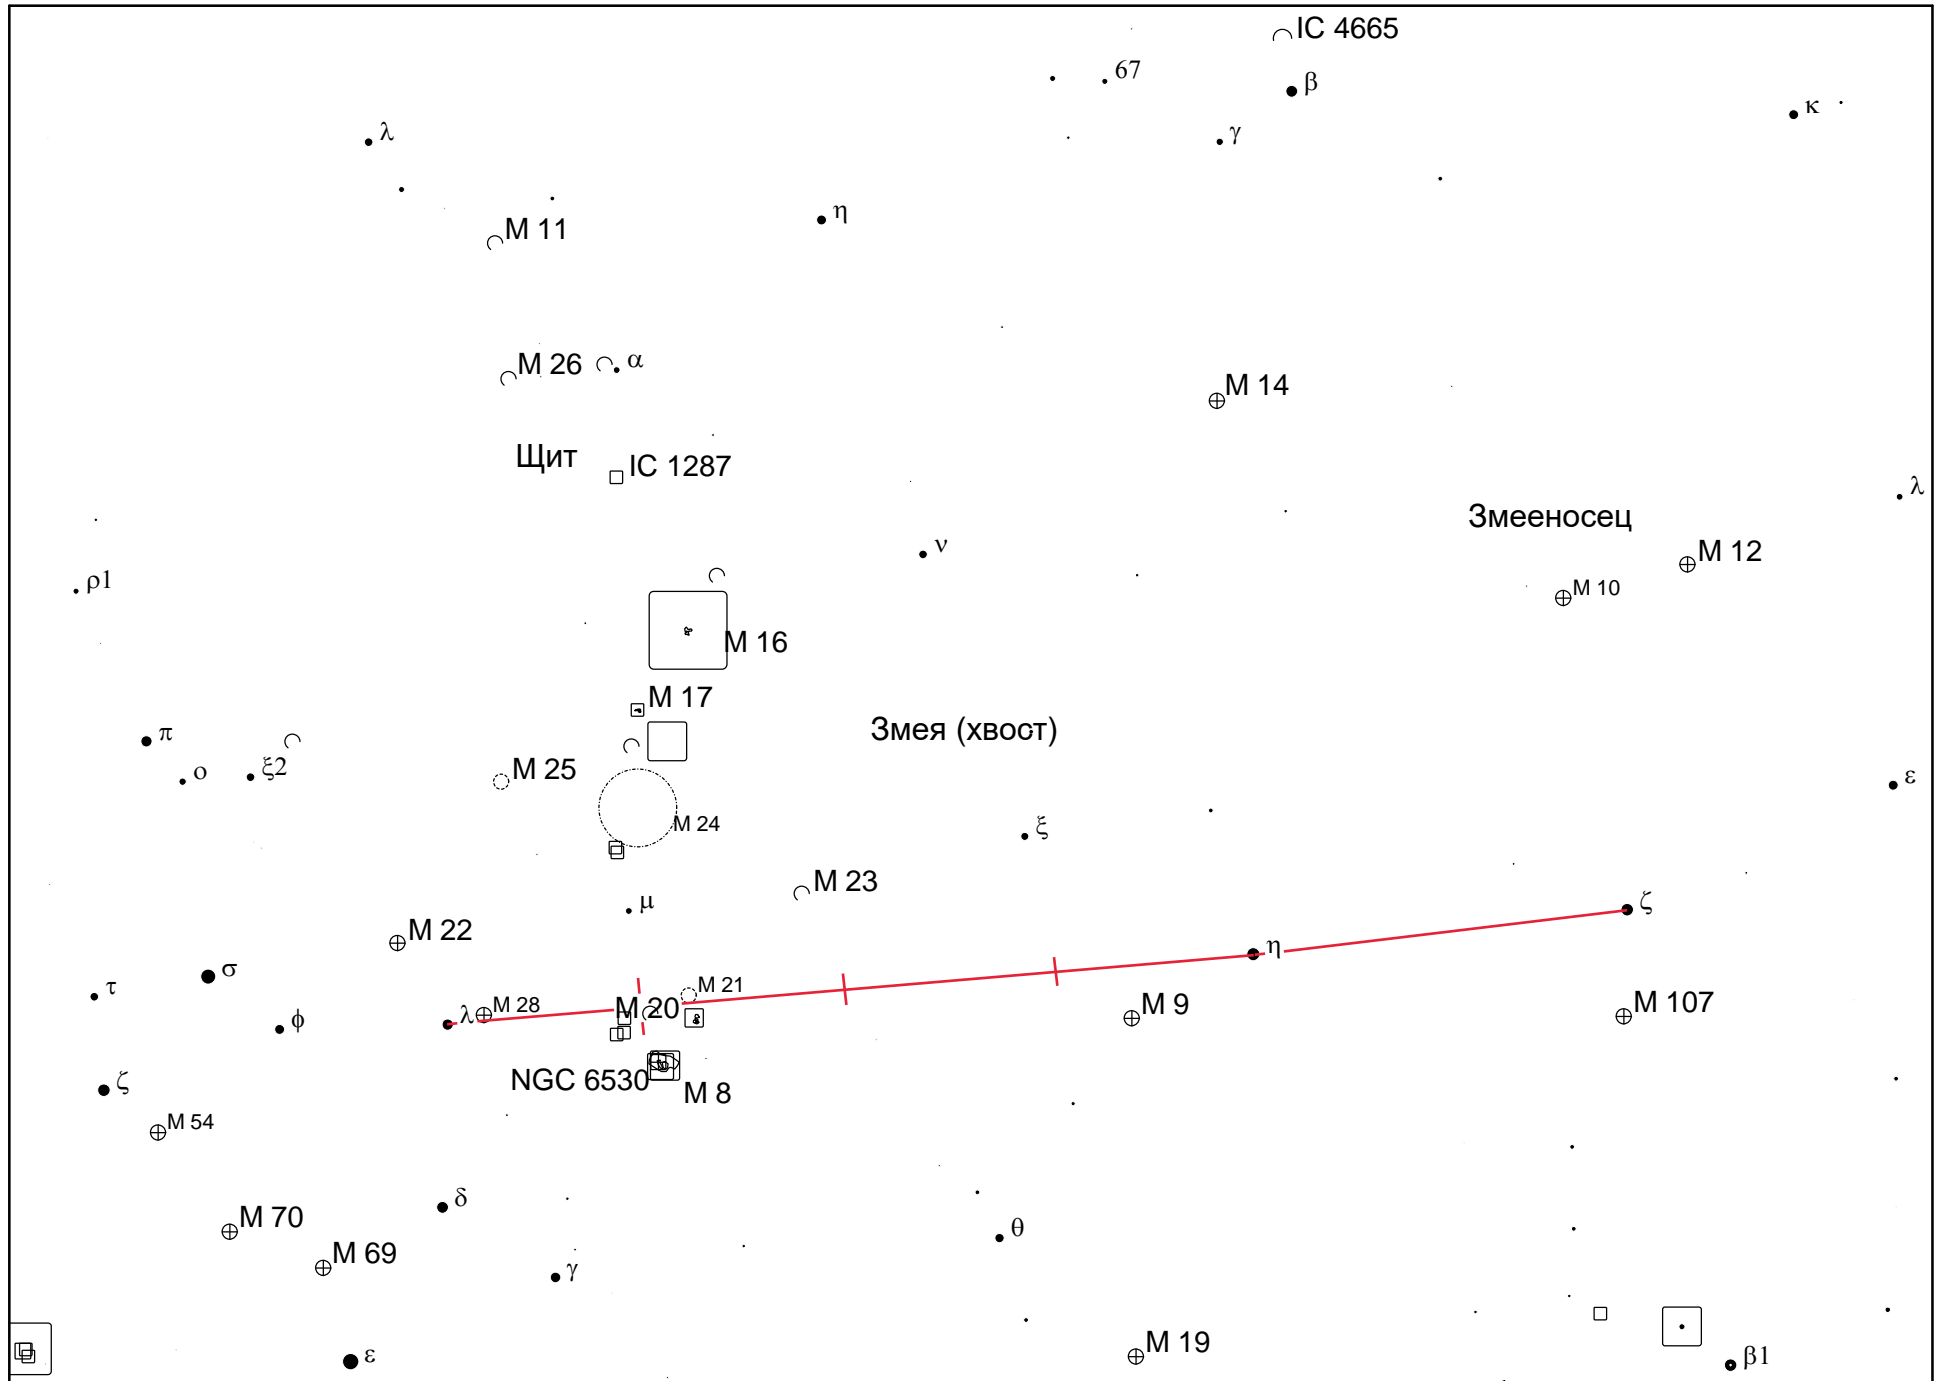 IC 4665
67
β
κ
λ
γ
η
M 11
M 26
α
M 14
Щит
IC 1287
λ
Змееносец
ν
M 12
ρ1
M 10
M 16
M 17
Змея (хвост)
π
ο
ξ2
M 25
ε
M 24
ξ
M 23
μ
ζ
M 22
η
σ
τ
M 21
φ
λ
M 28
M 20
M 9
M 107
NGC 6530
M 8
ζ
M 54
δ
M 70
θ
M 69
γ
M 19
ε
β1